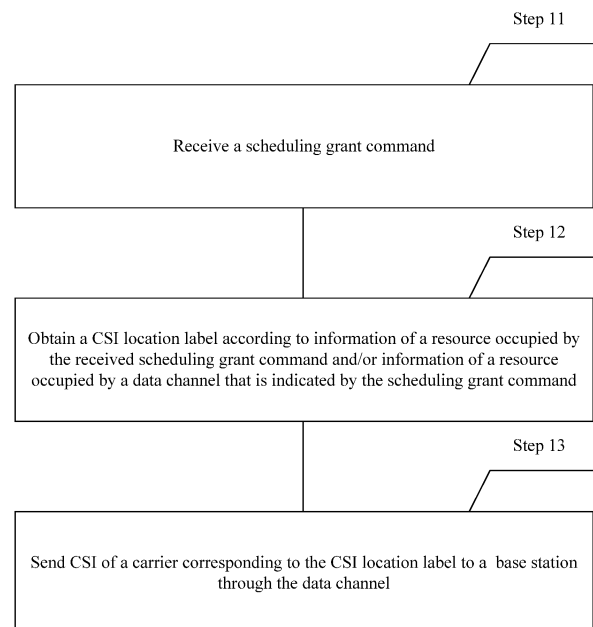 Step 11
Receive a scheduling grant command
Step 12
Obtain a CSI location label according to information of a resource occupied by
the received scheduling grant command and/or information of a resource
occupied by a data channel that is indicated by the scheduling grant command
Step 13
Send CSI of a carrier corresponding to the CSI location label to a base station
through the data channel